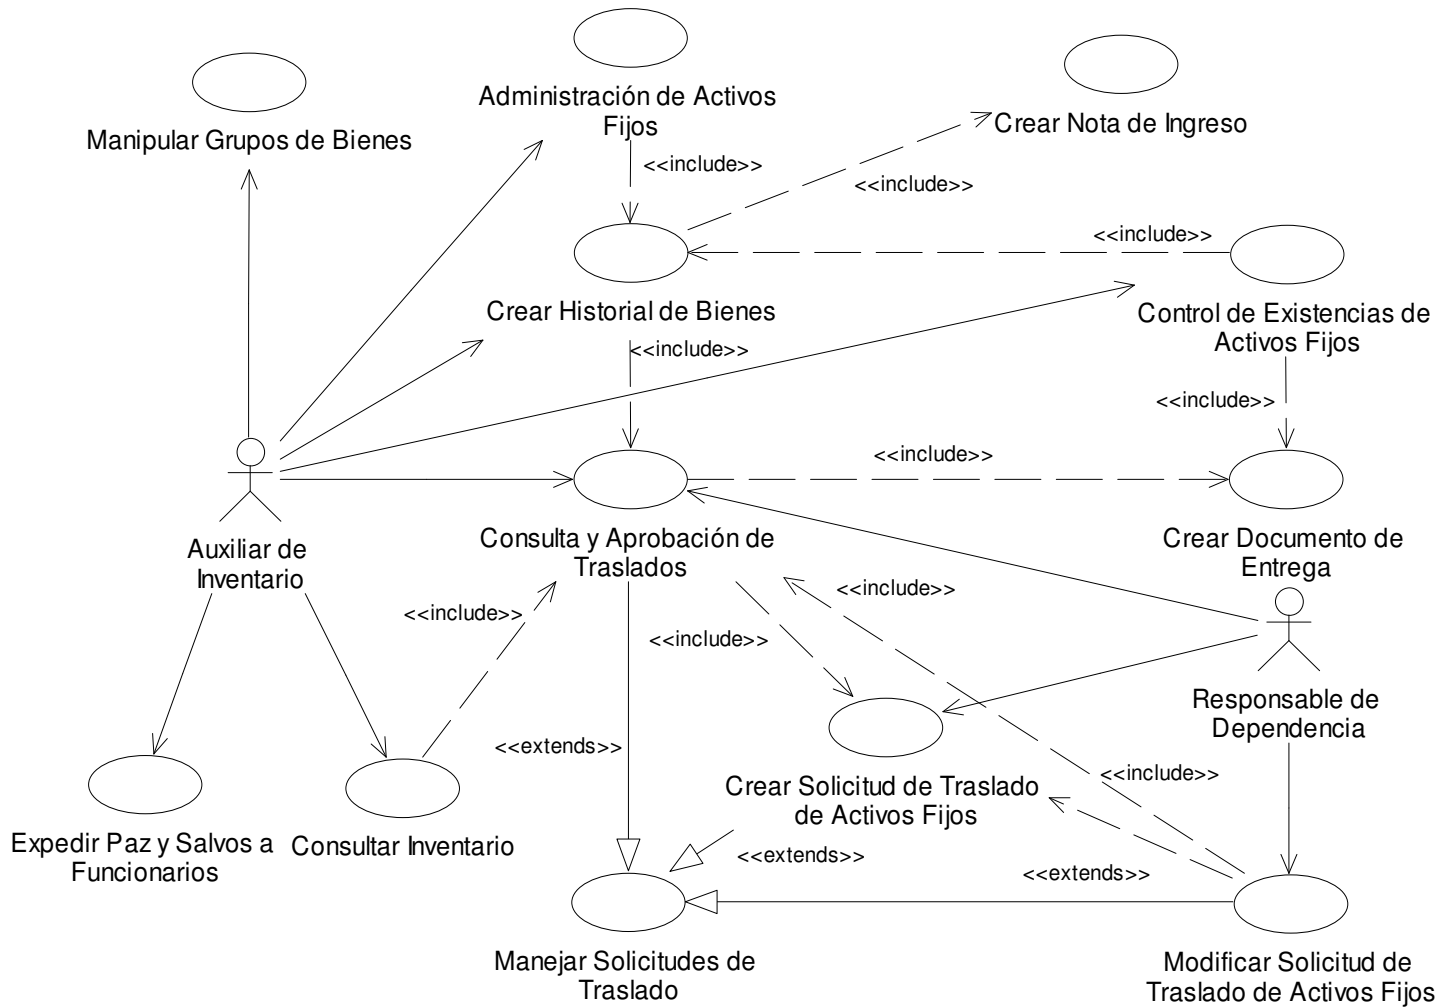 Administración de Activos
Fijos
Manipular Grupos de Bienes
Crear Nota de Ingreso
<<include>>
<<include>>
<<include>>
Crear Historial de Bienes
Control de Existencias de
Activos Fijos
<<include>>
<<include>>
<<include>>
Auxiliar de
Inventario
Consulta y Aprobación de
Traslados
Crear Documento de
Entrega
<<include>>
<<include>>
<<include>>
Responsable de
Dependencia
<<extends>>
<<include>>
Crear Solicitud de Traslado
de Activos Fijos
Expedir Paz y Salvos a
Funcionarios
Consultar Inventario
<<extends>>
<<extends>>
Manejar Solicitudes de
Traslado
Modificar Solicitud de
Traslado de Activos Fijos